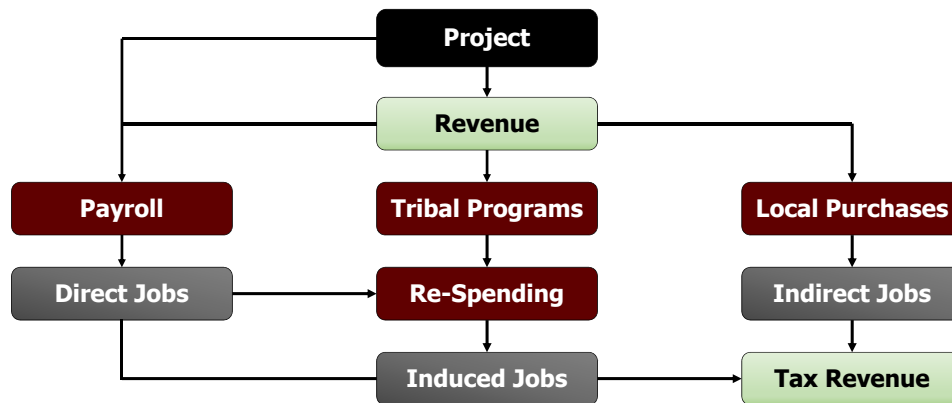 Project
Revenue
Payroll
Tribal Programs
Local Purchases
Direct Jobs
Re-Spending
Indirect Jobs
Induced Jobs
Tax Revenue